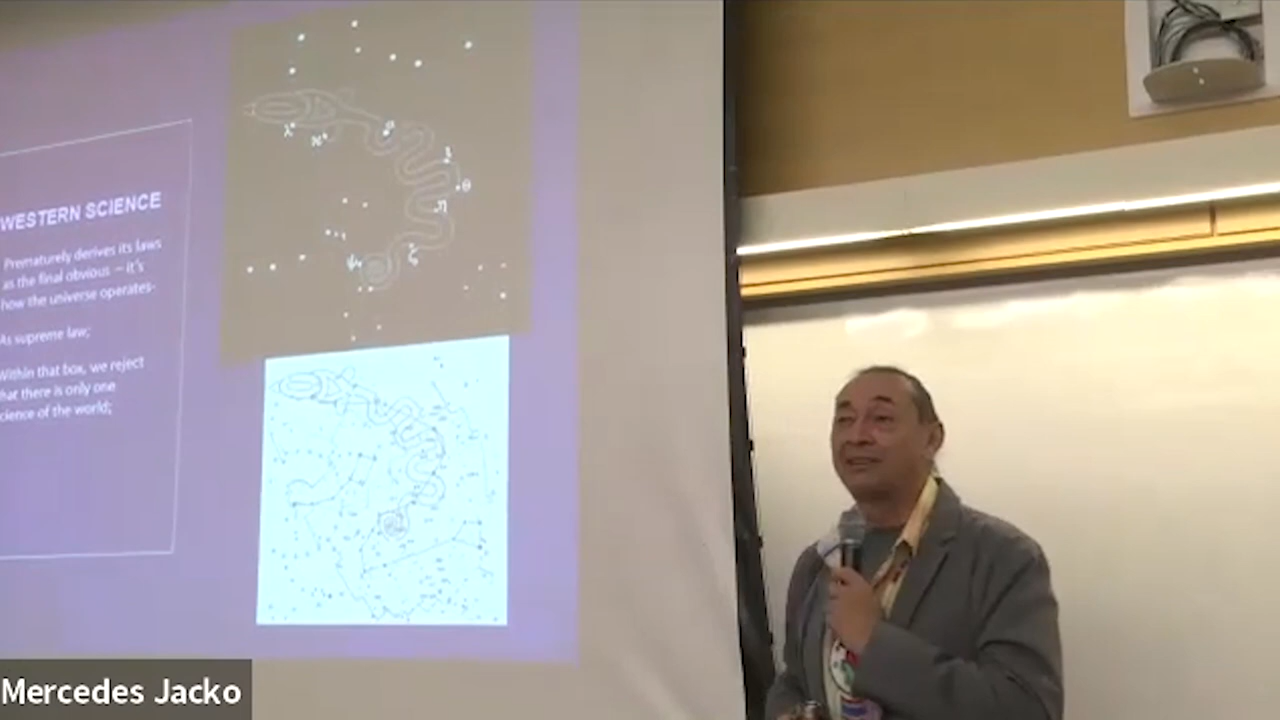 WESTERN SCIENCE
Prematurely derives its laws
as the final obvious – it's
how the universe operates-
As supreme law;
Within that box, we reject
that there is only one
science of the world;
λ
κ
θ
η
ζ
ψ
Mercedes Jacko